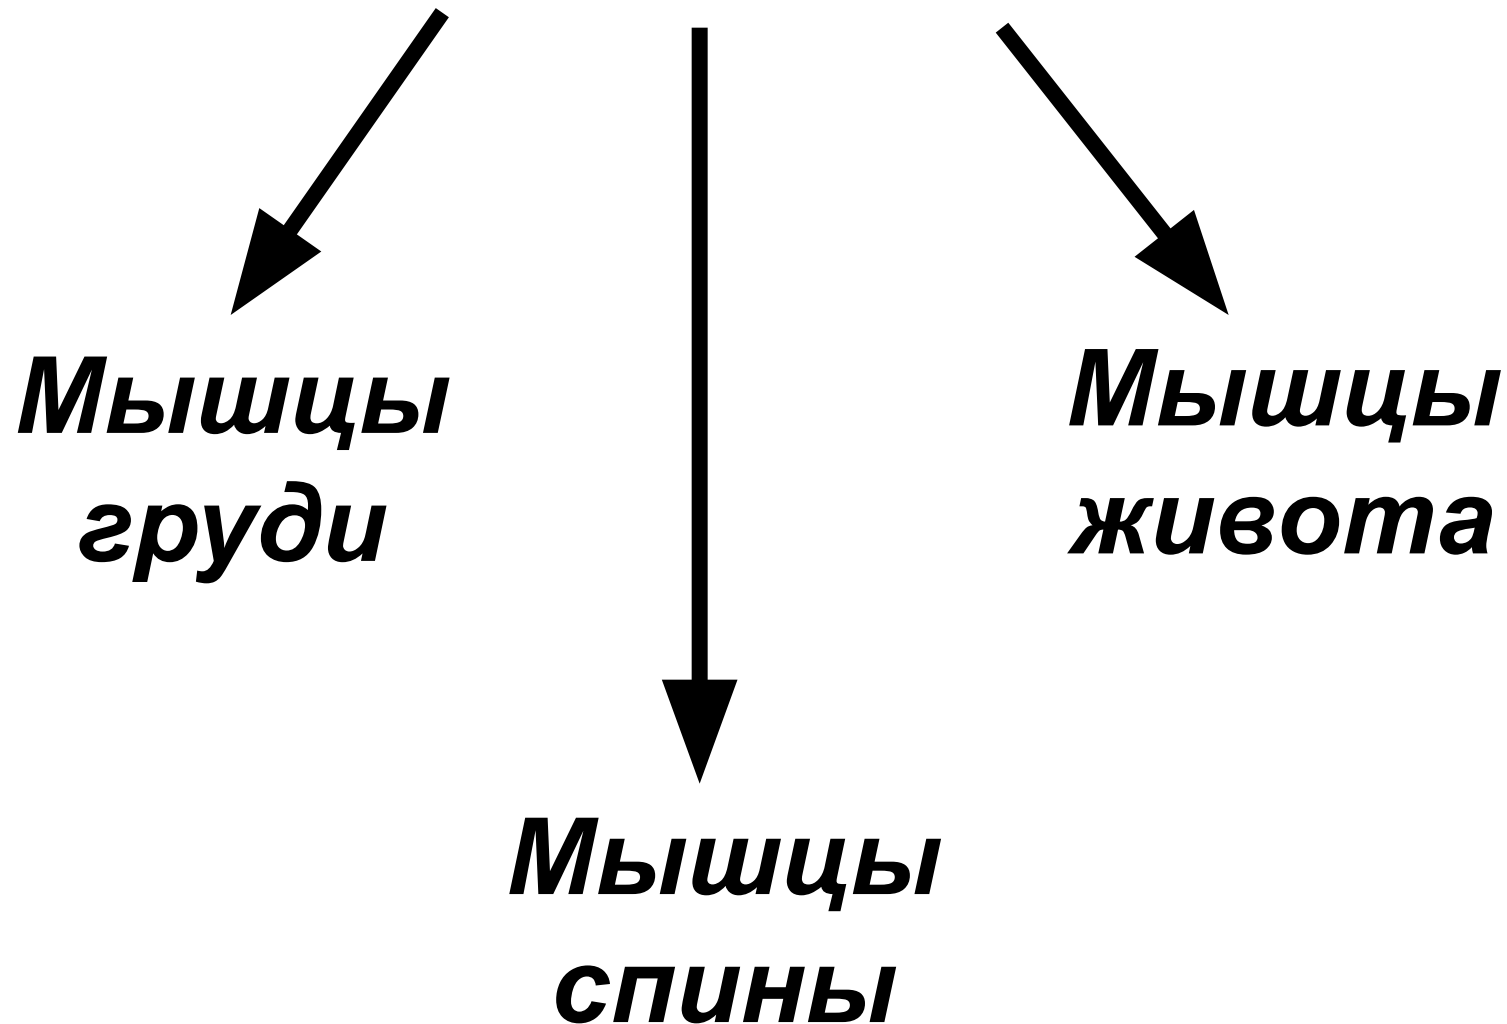 Мышцы
груди
Мышцы
живота
Мышцы
спины